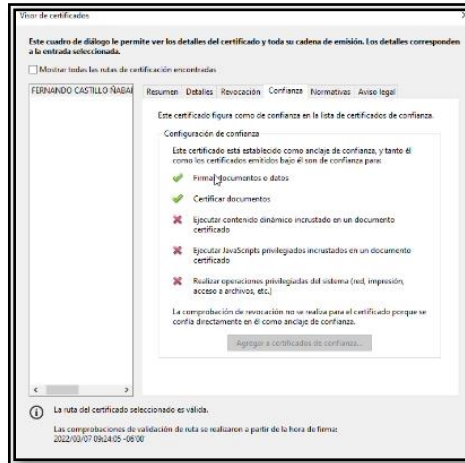 Visor de certificados
Este cuadro de diálogo le permite ver los detalles del certificado y toda su cadena de emisión. Los detalles corresponden
a la entrada seleccionada.
Mostrar todas las rutas de certificación encontradas
FERNANDO CASTILLO ÑABAI
Resumen Detalles Revocación Confianza Normativas Aviso legal
Este certificado figura como de confianza en la lista de certificados de confianza.
Configuración de confianza
Este certificado está establecido como anclaje de confianza, y tanto él
como los certificados emitidos bajo él son de confianza para:
Firmar documentos o datos
Certificar documentos
Ejecutar contenido dinámico incrustado en un documento
certificado
Ejecutar JavaScripts privilegiados incrustados en un documento
certificado
Realizar operaciones privilegiadas del sistema (red, impresión,
acceso a archivos, etc.)
La comprobación de revocación no se realiza para el certificado porque se
confía directamente en él como anclaje de confianza.
Agregar a certificados de confianza...
La ruta del certificado seleccionado es válida.
Las comprobaciones de validación de ruta se realizaron a partir de la hora de firma:
2022/03/07 09:24:05 -06'00'